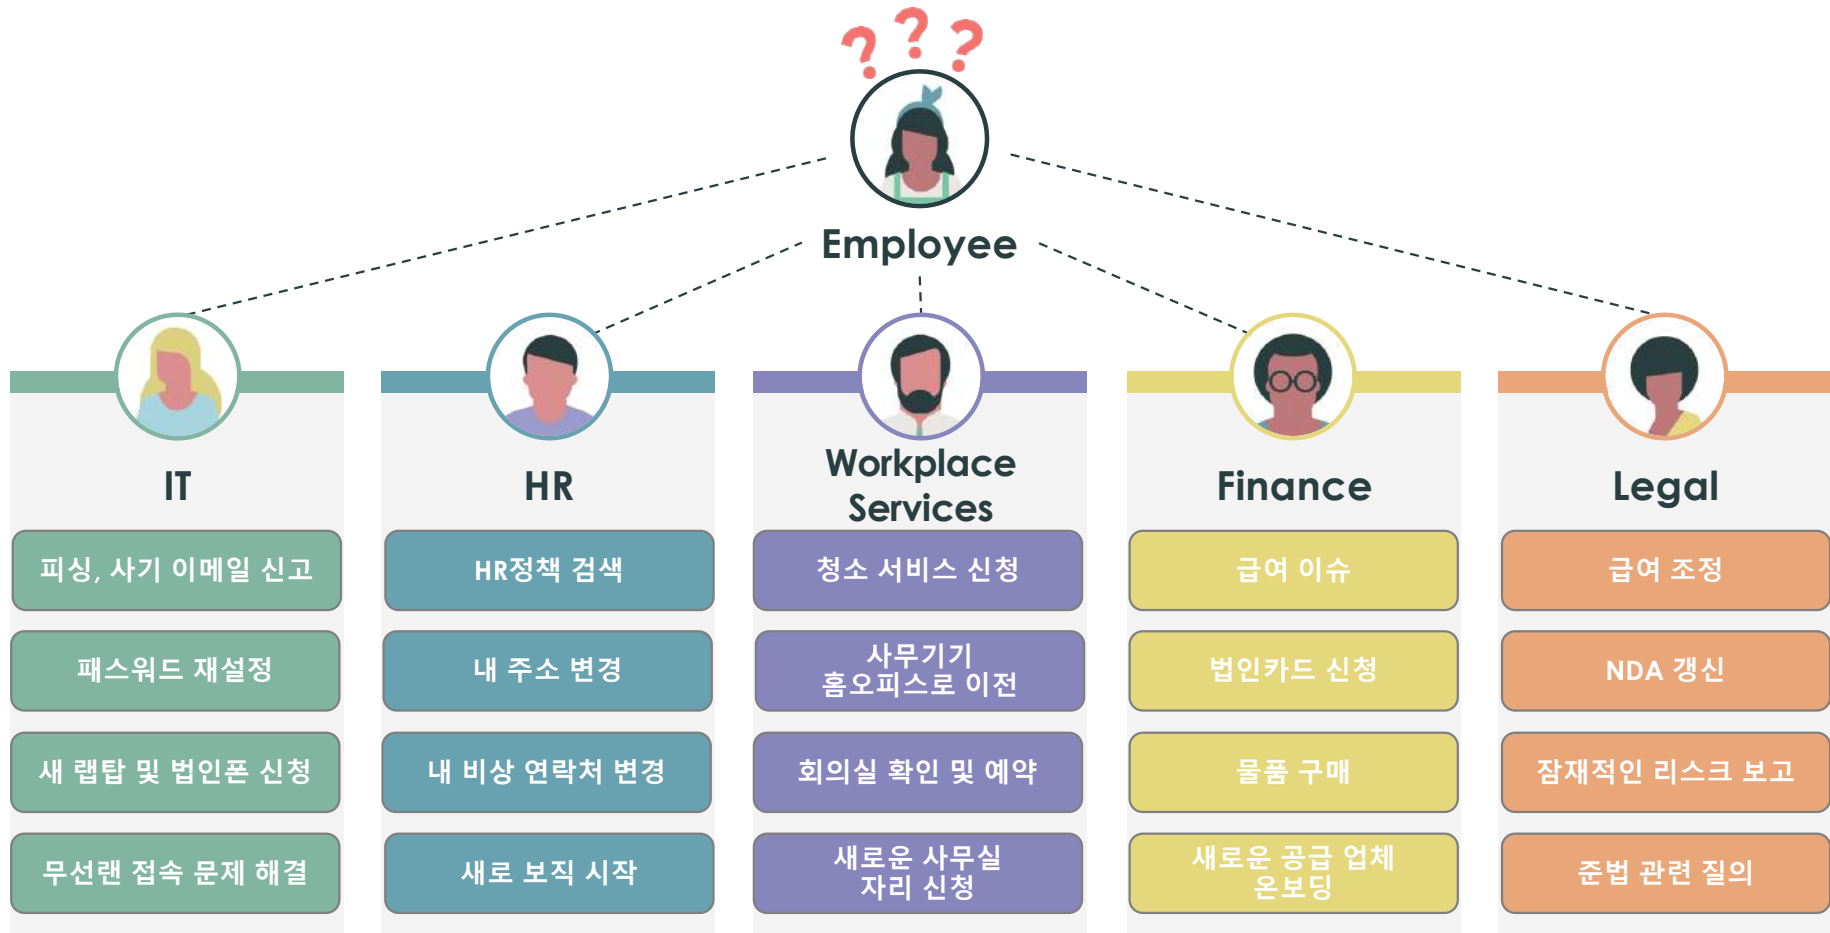 ? ? ?
Employee
IT
피싱, 사기 이메일 신고
패스워드 재설정
새 랩탑 및 법인폰 신청
무선랜 접속 문제 해결
HR
HR정책 검색
내 주소 변경
내 비상 연락처 변경
새로 보직 시작
Workplace
Services
청소 서비스 신청
사무기기
홈오피스로 이전
회의실 확인 및 예약
새로운 사무실
자리 신청
Finance
급여 이슈
법인카드 신청
물품 구매
새로운 공급 업체
온보딩
Legal
급여 조정
NDA 갱신
잠재적인 리스크 보고
준법 관련 질의